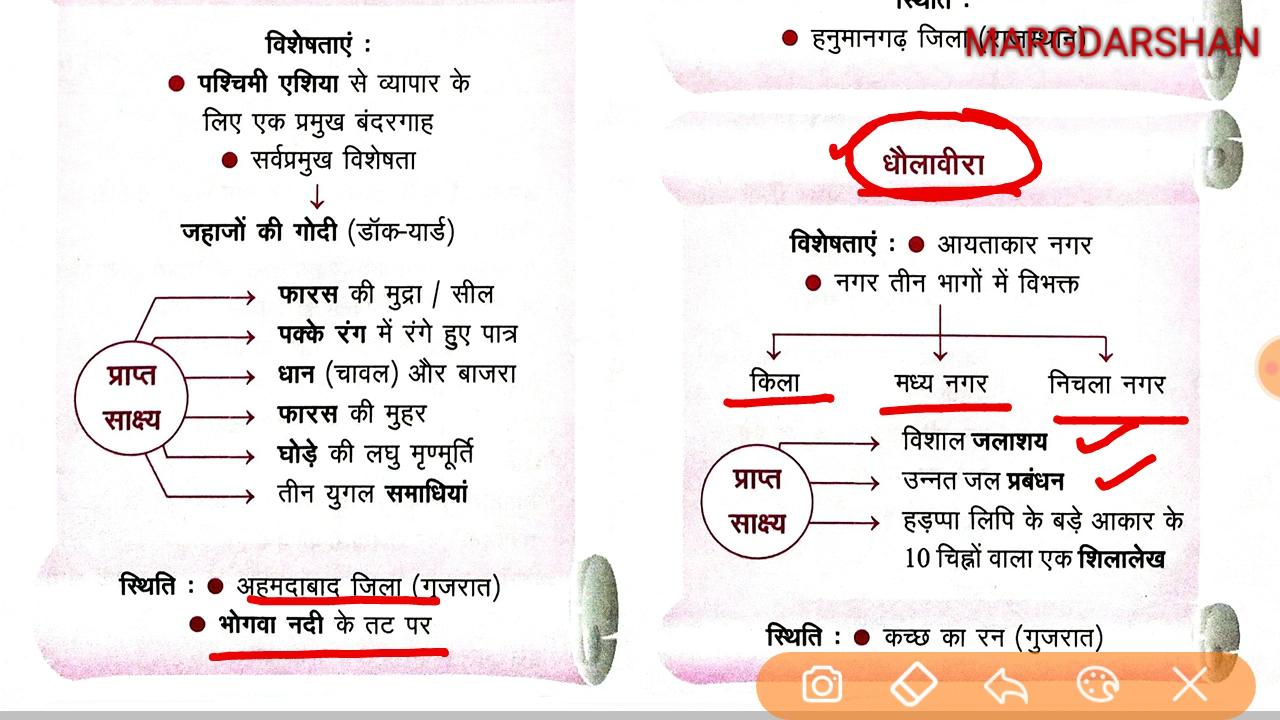 विशेषताएं :
● पश्चिमी एशिया से व्यापार के
लिए एक प्रमुख बंदरगाह
● सर्वप्रमुख विशेषता
जहाजों की गोदी (डॉक-यार्ड)
प्राप्त
साक्ष्य
फारस की मुद्रा / सील
पक्के रंग में रंगे हुए पात्र
धान (चावल) और बाजरा
फारस की मुहर
घोड़े की लघु मृण्मूर्ति
तीन युगल समाधियां
स्थिति : ● अहमदाबाद जिला (गुजरात)
● भोगवा नदी के तट पर
स्थिति :
● हनुमानगढ़ जिला (राजस्थान)
MARGDARSHAN
धौलावीरा
विशेषताएं : ● आयताकार नगर
● नगर तीन भागों में विभक्त
किला मध्य नगर निचला नगर
प्राप्त
साक्ष्य
विशाल जलाशय
उन्नत जल प्रबंधन
हड़प्पा लिपि के बड़े आकार के
10 चिह्नों वाला एक शिलालेख
स्थिति : ● कच्छ का रन (गुजरात)